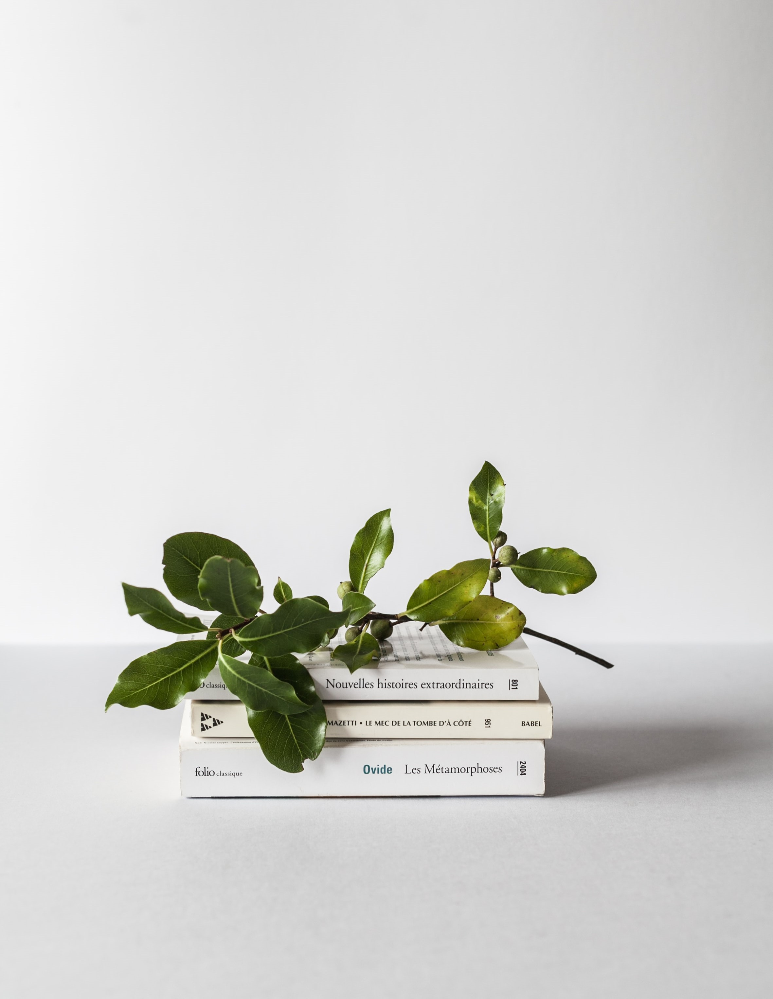 classiq
Nouvelles histoires extraordinaires
801
MAZETTI • LE MEC DE LA TOMBE D'À CÔTÉ
951
BABEL
folio classique
Ovide Les Métamorphoses
2404